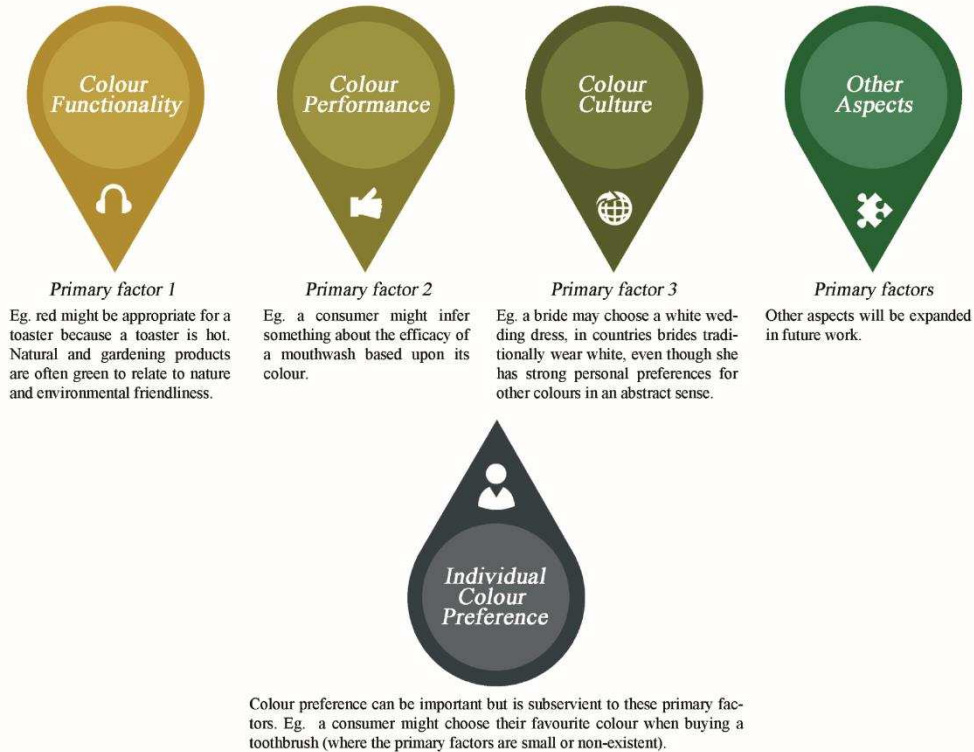 Colour
Functionality
Colour
Performance
Colour
Culture
Other
Aspects
Primary factor 1
Eg. red might be appropriate for a
toaster because a toaster is hot.
Natural and gardening products
are often green to relate to nature
and environmental friendliness.
Primary factor 2
Eg. a consumer might infer
something about the efficacy of
a mouthwash based upon its
colour.
Primary factor 3
Eg. a bride may choose a white wed-
ding dress, in countries brides tradi-
tionally wear white, even though she
has strong personal preferences for
other colours in an abstract sense.
Primary factors
Other aspects will be expanded
in future work.
Individual
Colour
Preference
Colour preference can be important but is subservient to these primary fac-
tors. Eg. a consumer might choose their favourite colour when buying a
toothbrush (where the primary factors are small or non-existent).